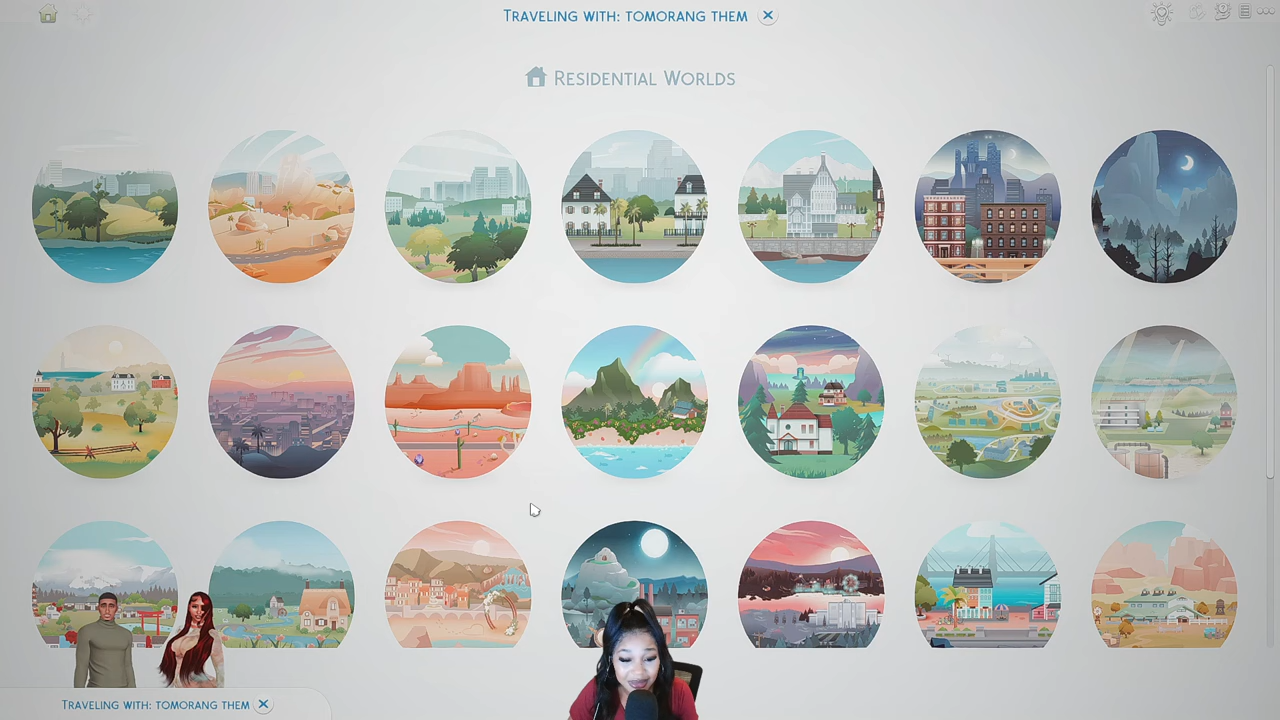 TRAVELING WITH: TOMORANG THEM
RESIDENTIAL WORLDS
TRAVELING WITH: TOMORANG THEM